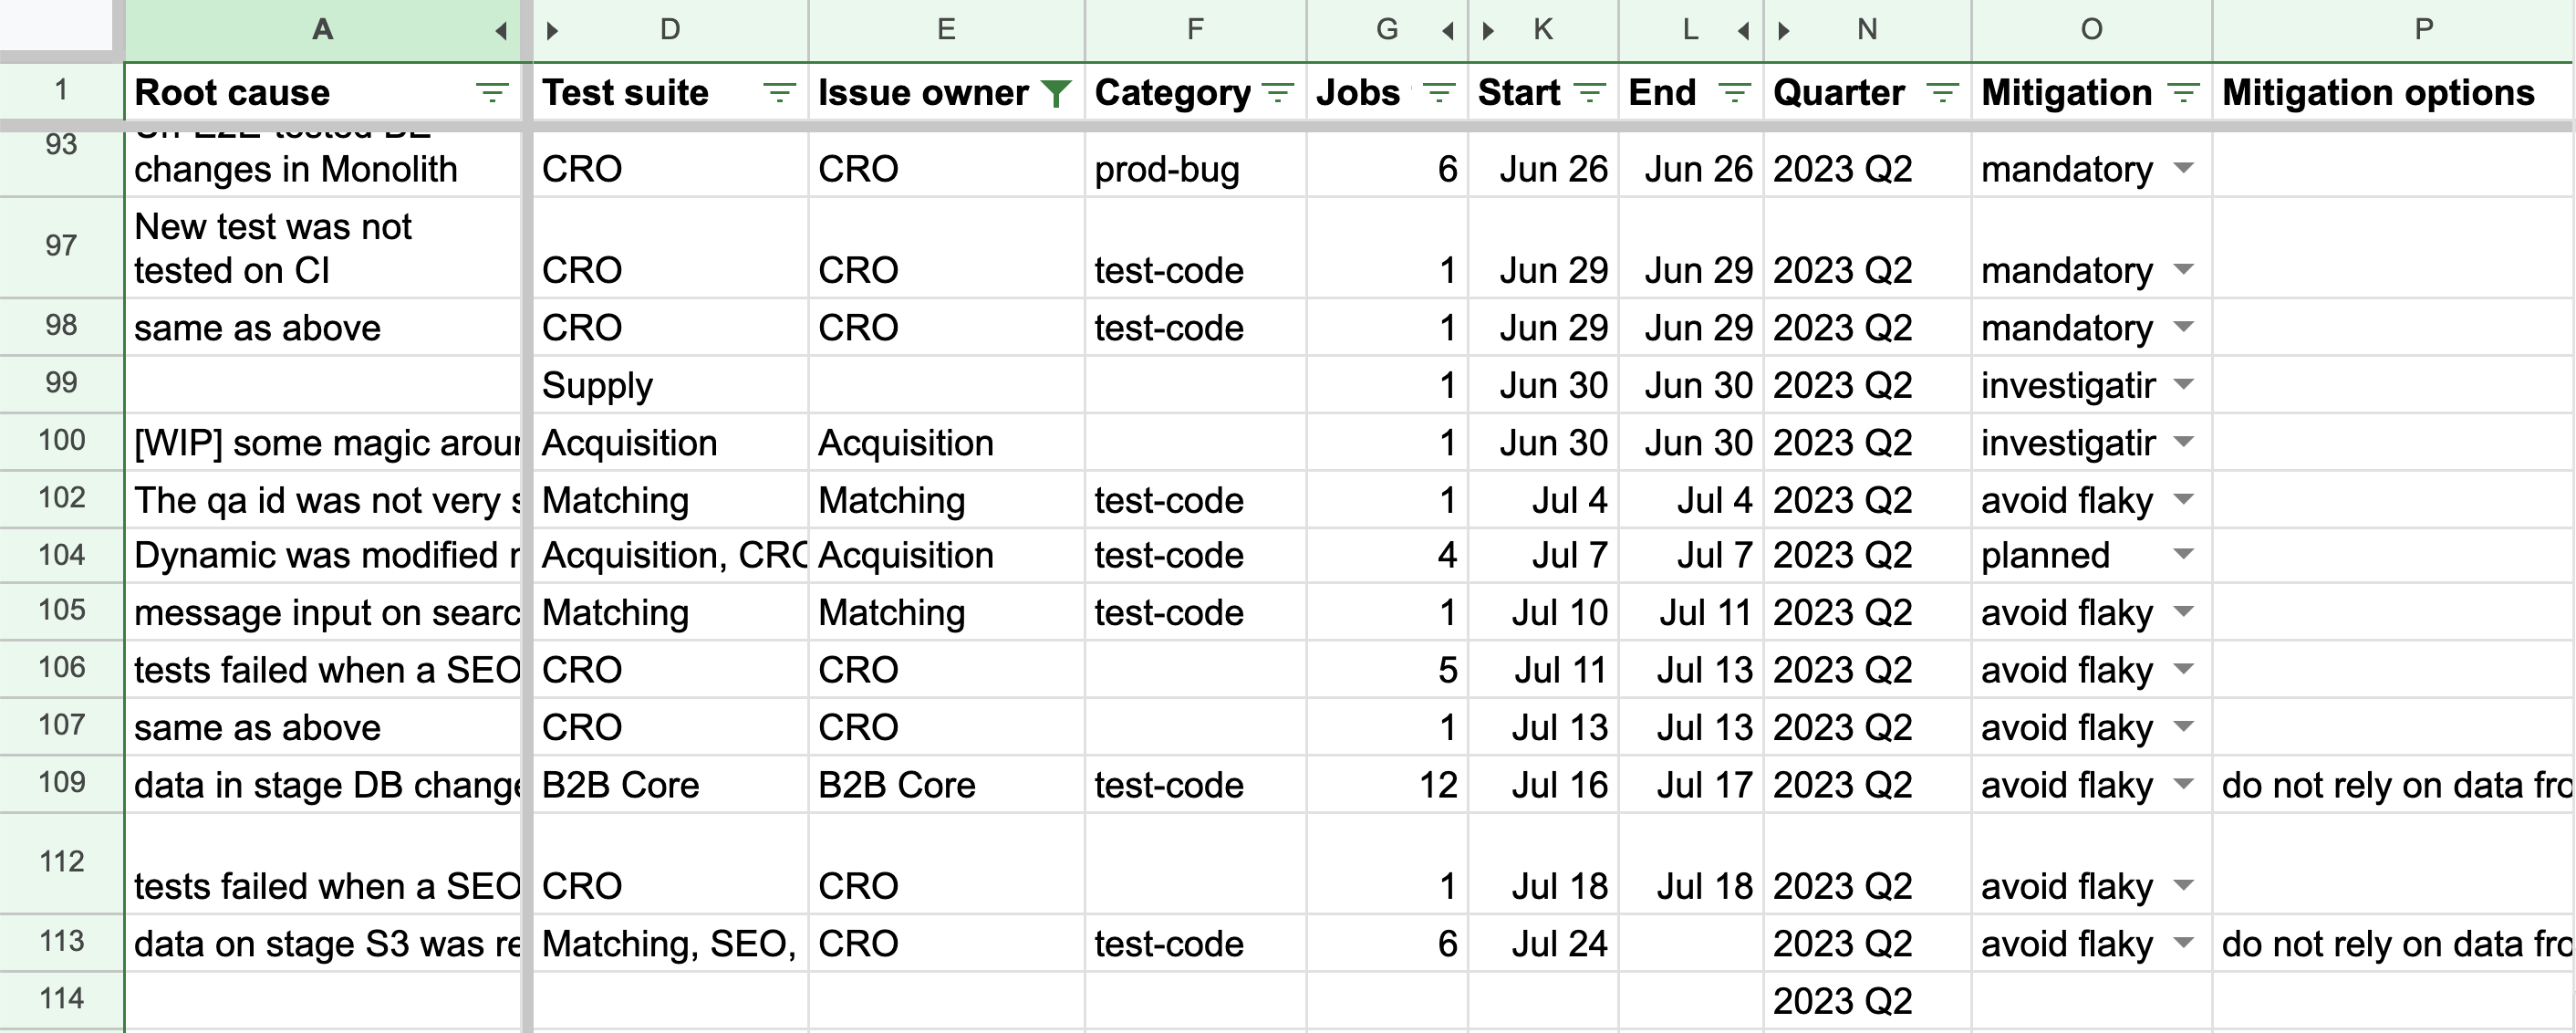 A D E F G K L N O P
1 Root cause Test suite Issue owner Category Jobs Start End Quarter Mitigation Mitigation options
93 changes in Monolith CRO CRO prod-bug 6 Jun 26 Jun 26 2023 Q2 mandatory
97 New test was not
tested on CI CRO CRO test-code 1 Jun 29 Jun 29 2023 Q2 mandatory
98 same as above CRO CRO test-code 1 Jun 29 Jun 29 2023 Q2 mandatory
99 Supply 1 Jun 30 Jun 30 2023 Q2 investigatin
100 [WIP] some magic aroun Acquisition Acquisition 1 Jun 30 Jun 30 2023 Q2 investigatin
102 The qa id was not very s Matching Matching test-code 1 Jul 4 Jul 4 2023 Q2 avoid flaky
104 Dynamic was modified Acquisition, CRO Acquisition test-code 4 Jul 7 Jul 7 2023 Q2 planned
105 message input on searc Matching Matching test-code 1 Jul 10 Jul 11 2023 Q2 avoid flaky
106 tests failed when a SEO CRO CRO 5 Jul 11 Jul 13 2023 Q2 avoid flaky
107 same as above CRO CRO 1 Jul 13 Jul 13 2023 Q2 avoid flaky
109 data in stage DB change B2B Core B2B Core test-code 12 Jul 16 Jul 17 2023 Q2 avoid flaky do not rely on data fro
112 tests failed when a SEO CRO CRO 1 Jul 18 Jul 18 2023 Q2 avoid flaky
113 data on stage S3 was re Matching, SEO, CRO test-code 6 Jul 24 2023 Q2 avoid flaky do not rely on data fro
114 2023 Q2